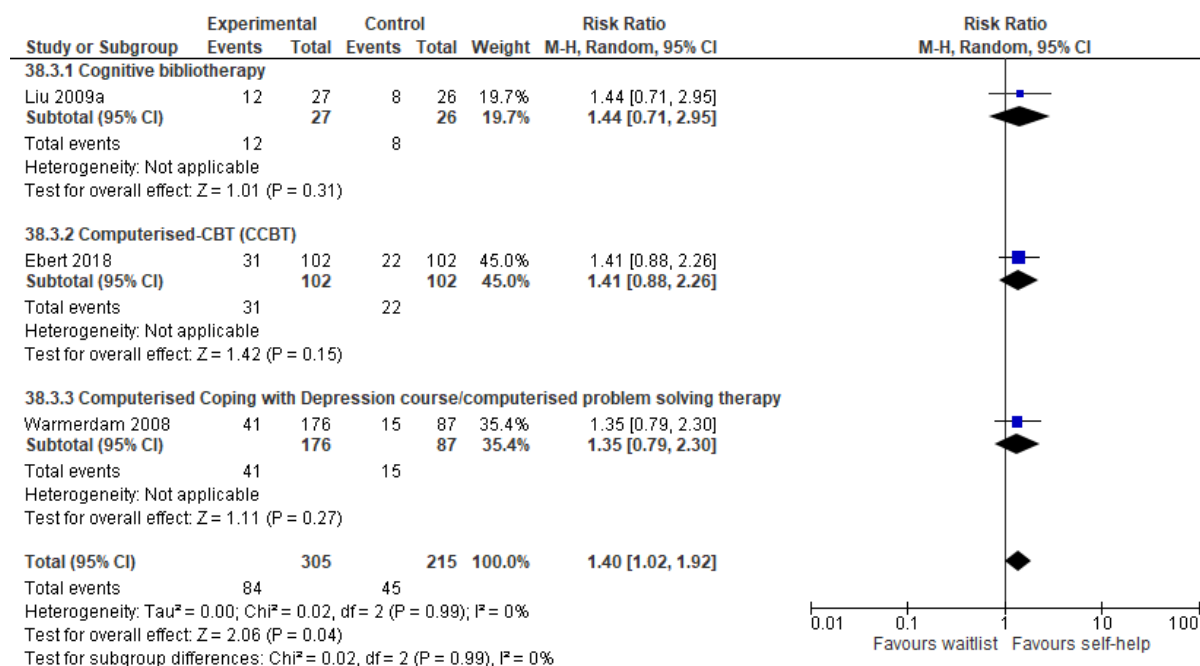 Experimental Control Risk Ratio Risk Ratio
Study or Subgroup Events Total Events Total Weight M-H, Random, 95% CI M-H, Random, 95% CI
38.3.1 Cognitive bibliotherapy
Liu 2009a 12 27 8 26 19.7% 1.44 [0.71, 2.95]
Subtotal (95% CI) 27 26 19.7% 1.44 [0.71, 2.95]
Total events 12 8
Heterogeneity: Not applicable
Test for overall effect: Z = 1.01 (P = 0.31)
38.3.2 Computerised-CBT (CCBT)
Ebert 2018 31 102 22 102 45.0% 1.41 [0.88, 2.26]
Subtotal (95% CI) 102 102 45.0% 1.41 [0.88, 2.26]
Total events 31 22
Heterogeneity: Not applicable
Test for overall effect: Z = 1.42 (P = 0.15)
38.3.3 Computerised Coping with Depression course/computerised problem solving therapy
Warmerdam 2008 41 176 15 87 35.4% 1.35 [0.79, 2.30]
Subtotal (95% CI) 176 87 35.4% 1.35 [0.79, 2.30]
Total events 41 15
Heterogeneity: Not applicable
Test for overall effect: Z = 1.11 (P = 0.27)
Total (95% CI) 305 215 100.0% 1.40 [1.02, 1.92]
Total events 84 45
Heterogeneity: Tau² = 0.00; Chi² = 0.02, df = 2 (P = 0.99); I² = 0%
Test for overall effect: Z = 2.06 (P = 0.04)
Test for subgroup differences: Chi² = 0.02, df = 2 (P = 0.99), I² = 0%
0.01 0.1 1 10 100
Favours waitlist Favours self-help